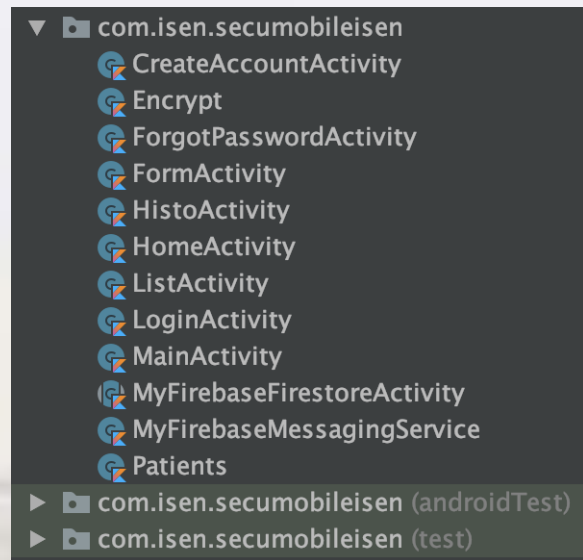 com.isen.secumobileisen
CreateAccountActivity
Encrypt
ForgotPasswordActivity
FormActivity
HistoActivity
HomeActivity
ListActivity
LoginActivity
MainActivity
MyFirebaseFirestoreActivity
MyFirebaseMessagingService
Patients
com.isen.secumobileisen (androidTest)
com.isen.secumobileisen (test)